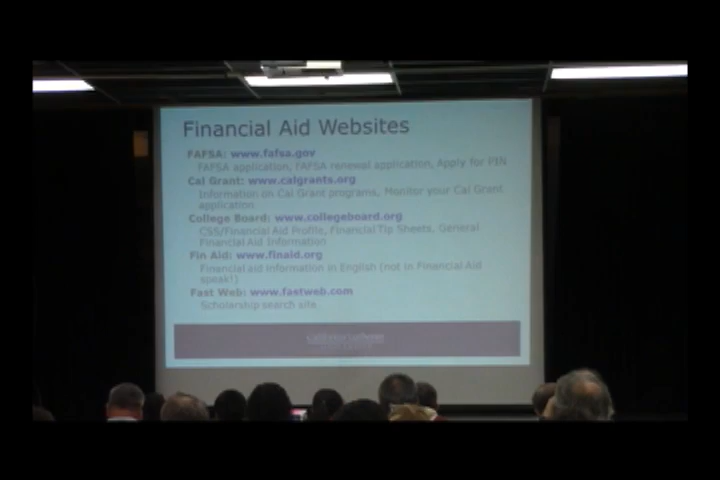 Financial Aid Websites
FAFSA: www.fafsa.gov
FAFSA application, FAFSA renewal application, Apply for PIN
Cal Grant: www.calgrants.org
Information on Cal Grant programs, Monitor your Cal Grant
application
College Board: www.collegeboard.org
CSS/Financial Aid Profile, Financial Tip Sheets, General
Financial Aid Information
Fin Aid: www.finaid.org
Financial aid information in English (not in Financial Aid
speak!)
Fast Web: www.fastweb.com
Scholarship search site
California Lutheran